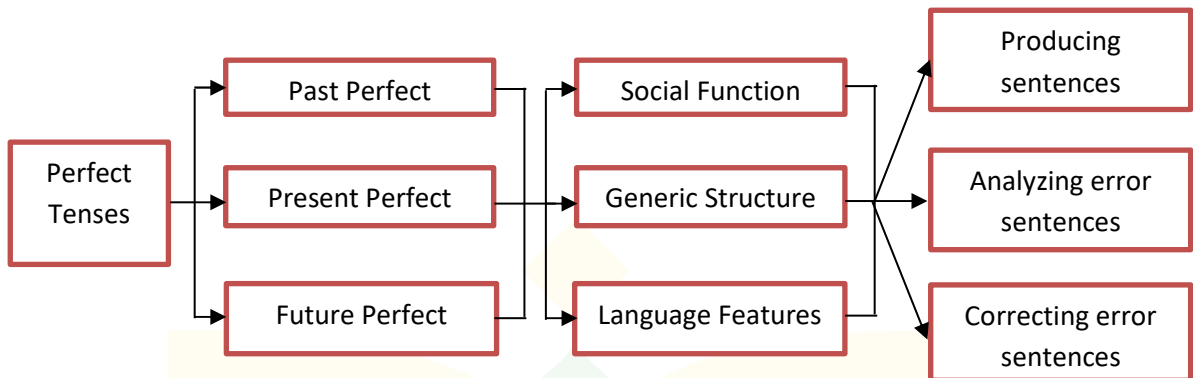 Perfect
Tenses
Past Perfect
Present Perfect
Future Perfect
Social Function
Generic Structure
Language Features
Producing
sentences
Analyzing error
sentences
Correcting error
sentences